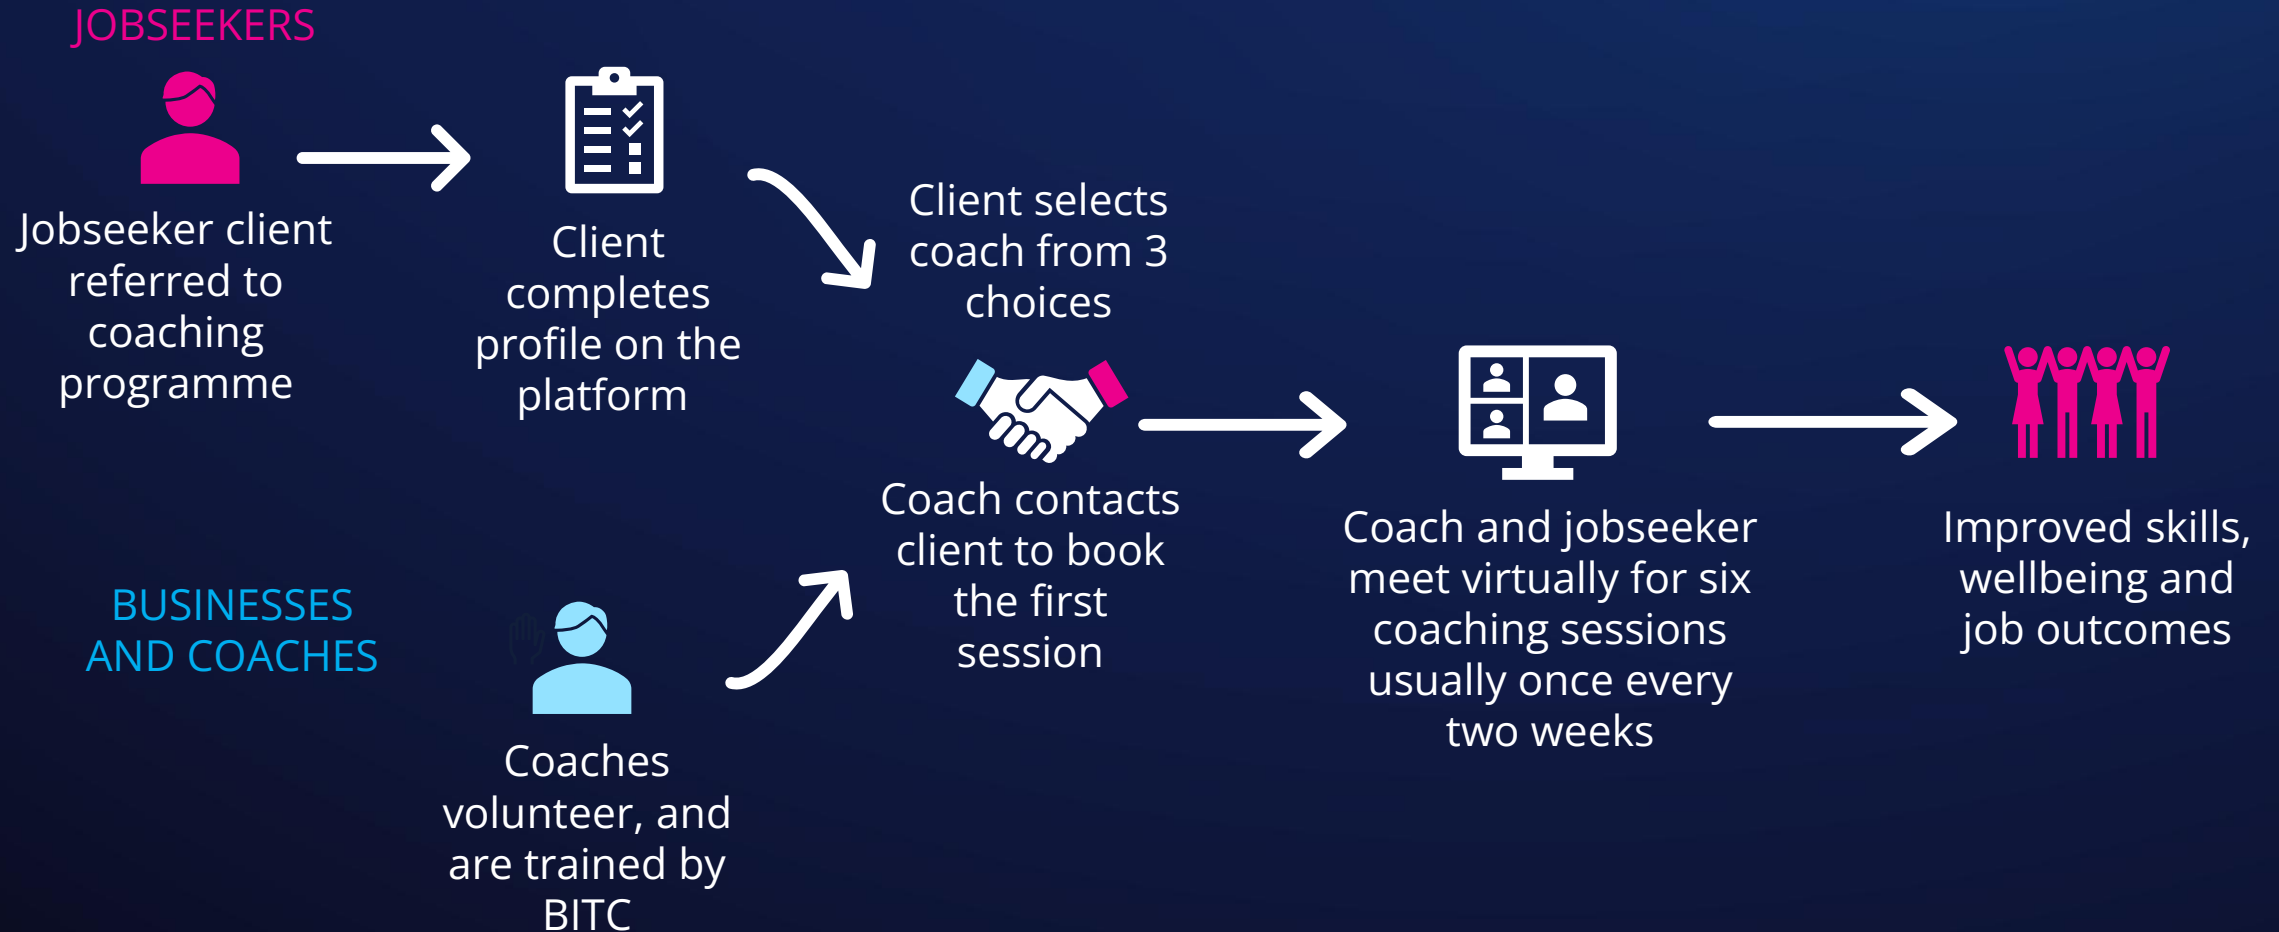 JOBSEEKERS
Jobseeker client
referred to
coaching
programme
Client
completes
profile on the
platform
Client selects
coach from 3
choices
Coach contacts
client to book
the first
session
BUSINESSES
AND COACHES
Coaches
volunteer, and
are trained by
BITC
Coach and jobseeker
meet virtually for six
coaching sessions
usually once every
two weeks
Improved skills,
wellbeing and
job outcomes